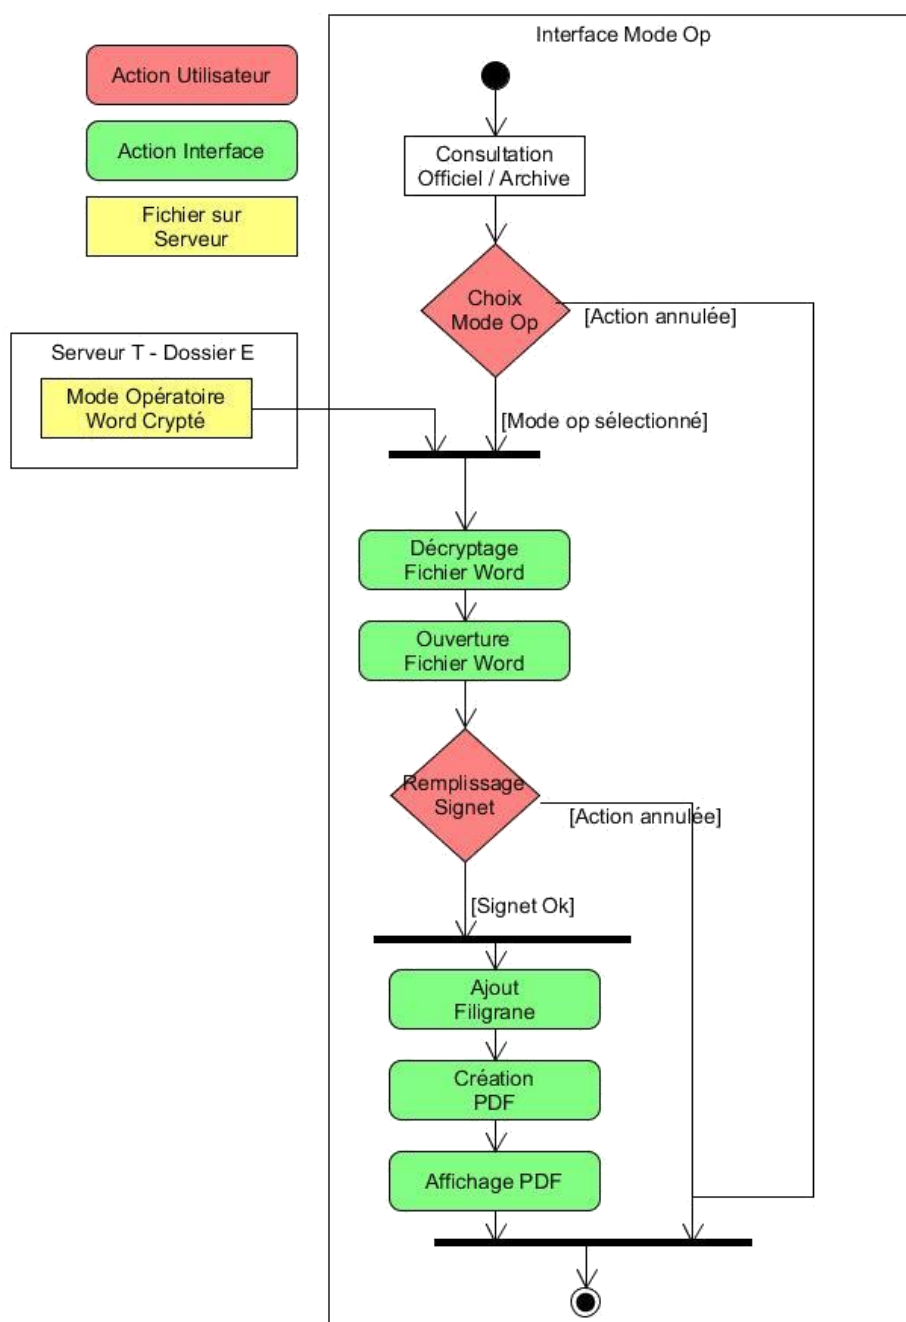 Interface Mode Op
Action Utilisateur
Action Interface
Fichier sur
Serveur
Consultation
Officiel / Archive
Choix
Mode Op
[Action annulée]
Serveur T - Dossier E
Mode Opératoire
Word Crypté
[Mode op sélectionné]
Décryptage
Fichier Word
Ouverture
Fichier Word
Remplissage
Signet
[Action annulée]
[Signet Ok]
Ajout
Filigrane
Création
PDF
Affichage PDF